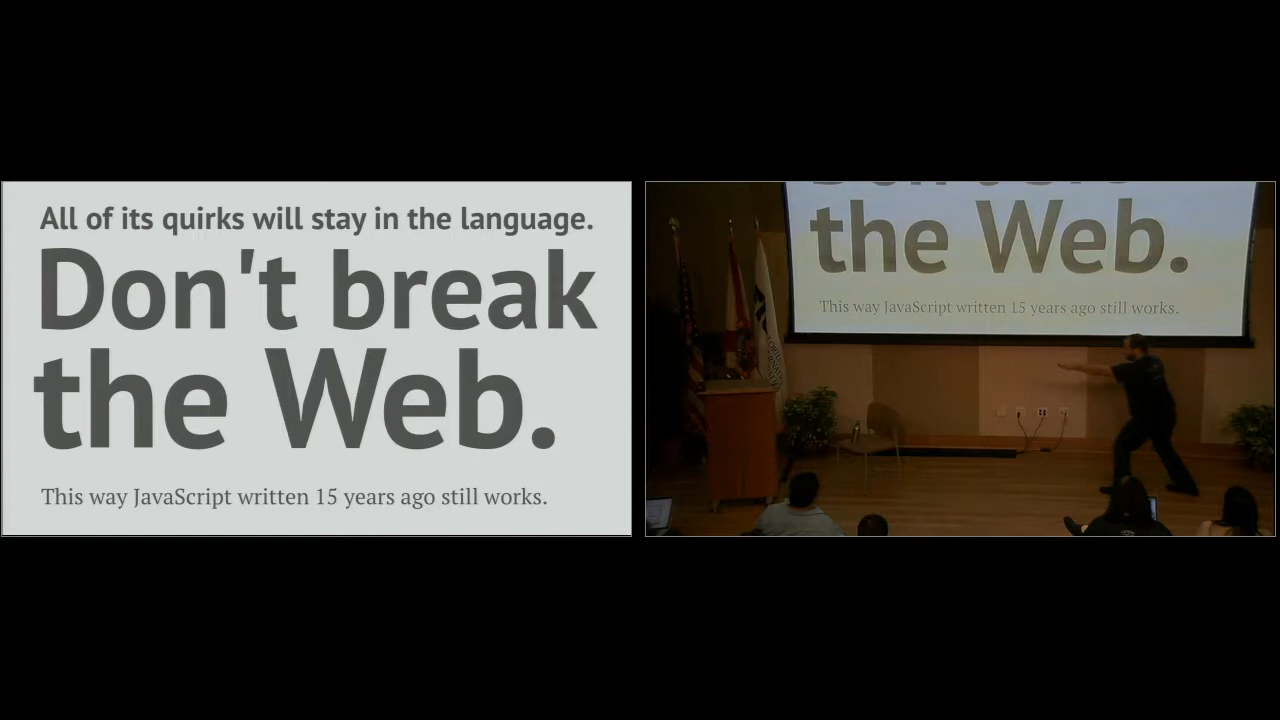 All of its quirks will stay in the language.
Don't break
the Web.
This way JavaScript written 15 years ago still works.
the Web.
This way JavaScript written 15 years ago still works.